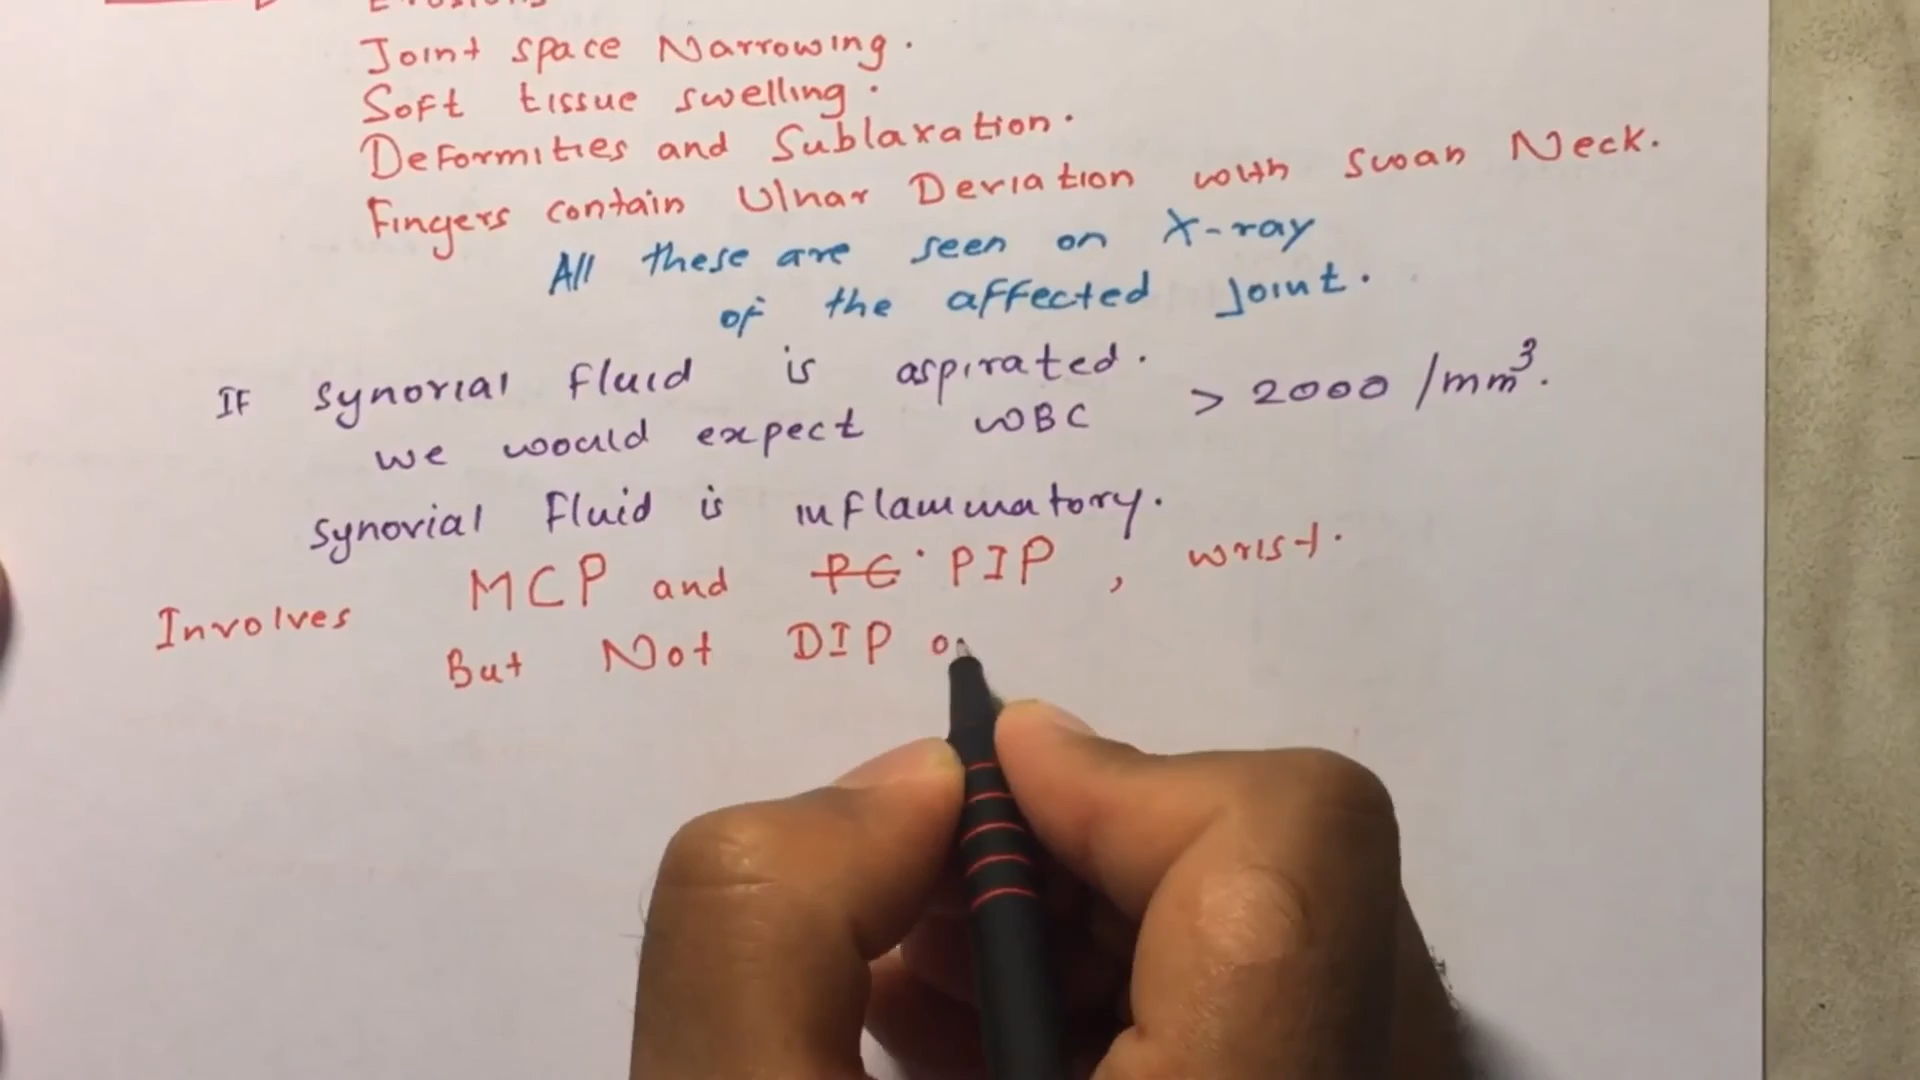 Erosions
Joint space Narrowing.
Soft tissue swelling.
Deformities and Sublaxation.
Fingers contain Ulnar Deviation with Swan Neck.
All these are seen on X-ray
of the affected Joint.
IF synovial Fluid is aspirated.
we would expect WBC > 2000 /mm³.
synovial Fluid is inflammatory.
Involves MCP and PIP, wrist.
But Not DIP